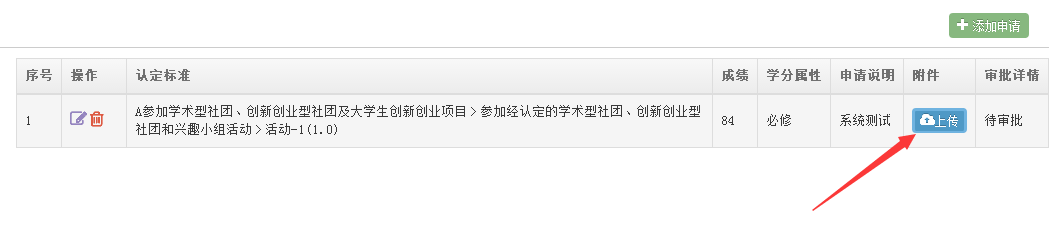 添加申请
序号 操作 认定标准 成绩 学分属性 申请说明 附件 审批详情
1 A参加学术型社团、创新创业型社团及大学生创新创业项目>参加经认定的学术型社团、创新创业型 84 必修 系统测试 上传 待审批
社团和兴趣小组活动>活动-1(1.0)